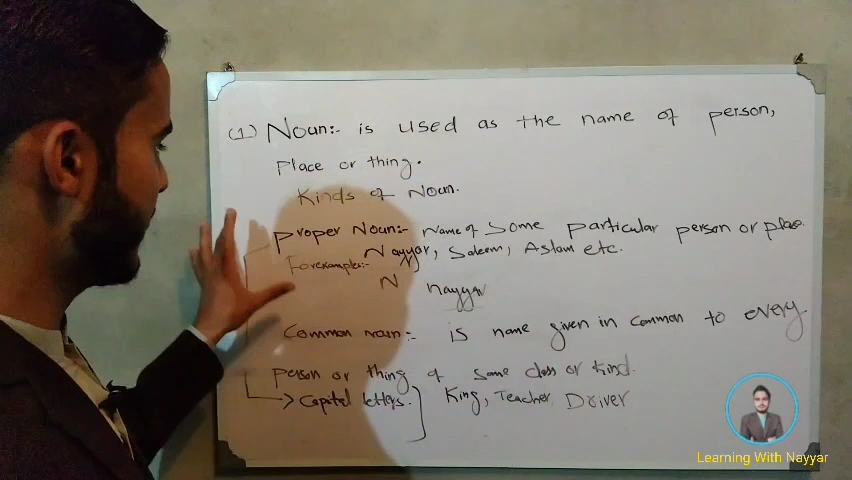 (1) Noun:- is used as the name of person,
Place or thing.
Kinds of Noun.
Proper Noun:- Name of Some particular person or place.
Forexample:- Nayyar, Saleem, Aslam etc.
N nayyar
Common noun:- is name given in common to every
person or thing of same class or kind.
→ Capital letters. } King, Teacher, Driver
Learning With Nayyar